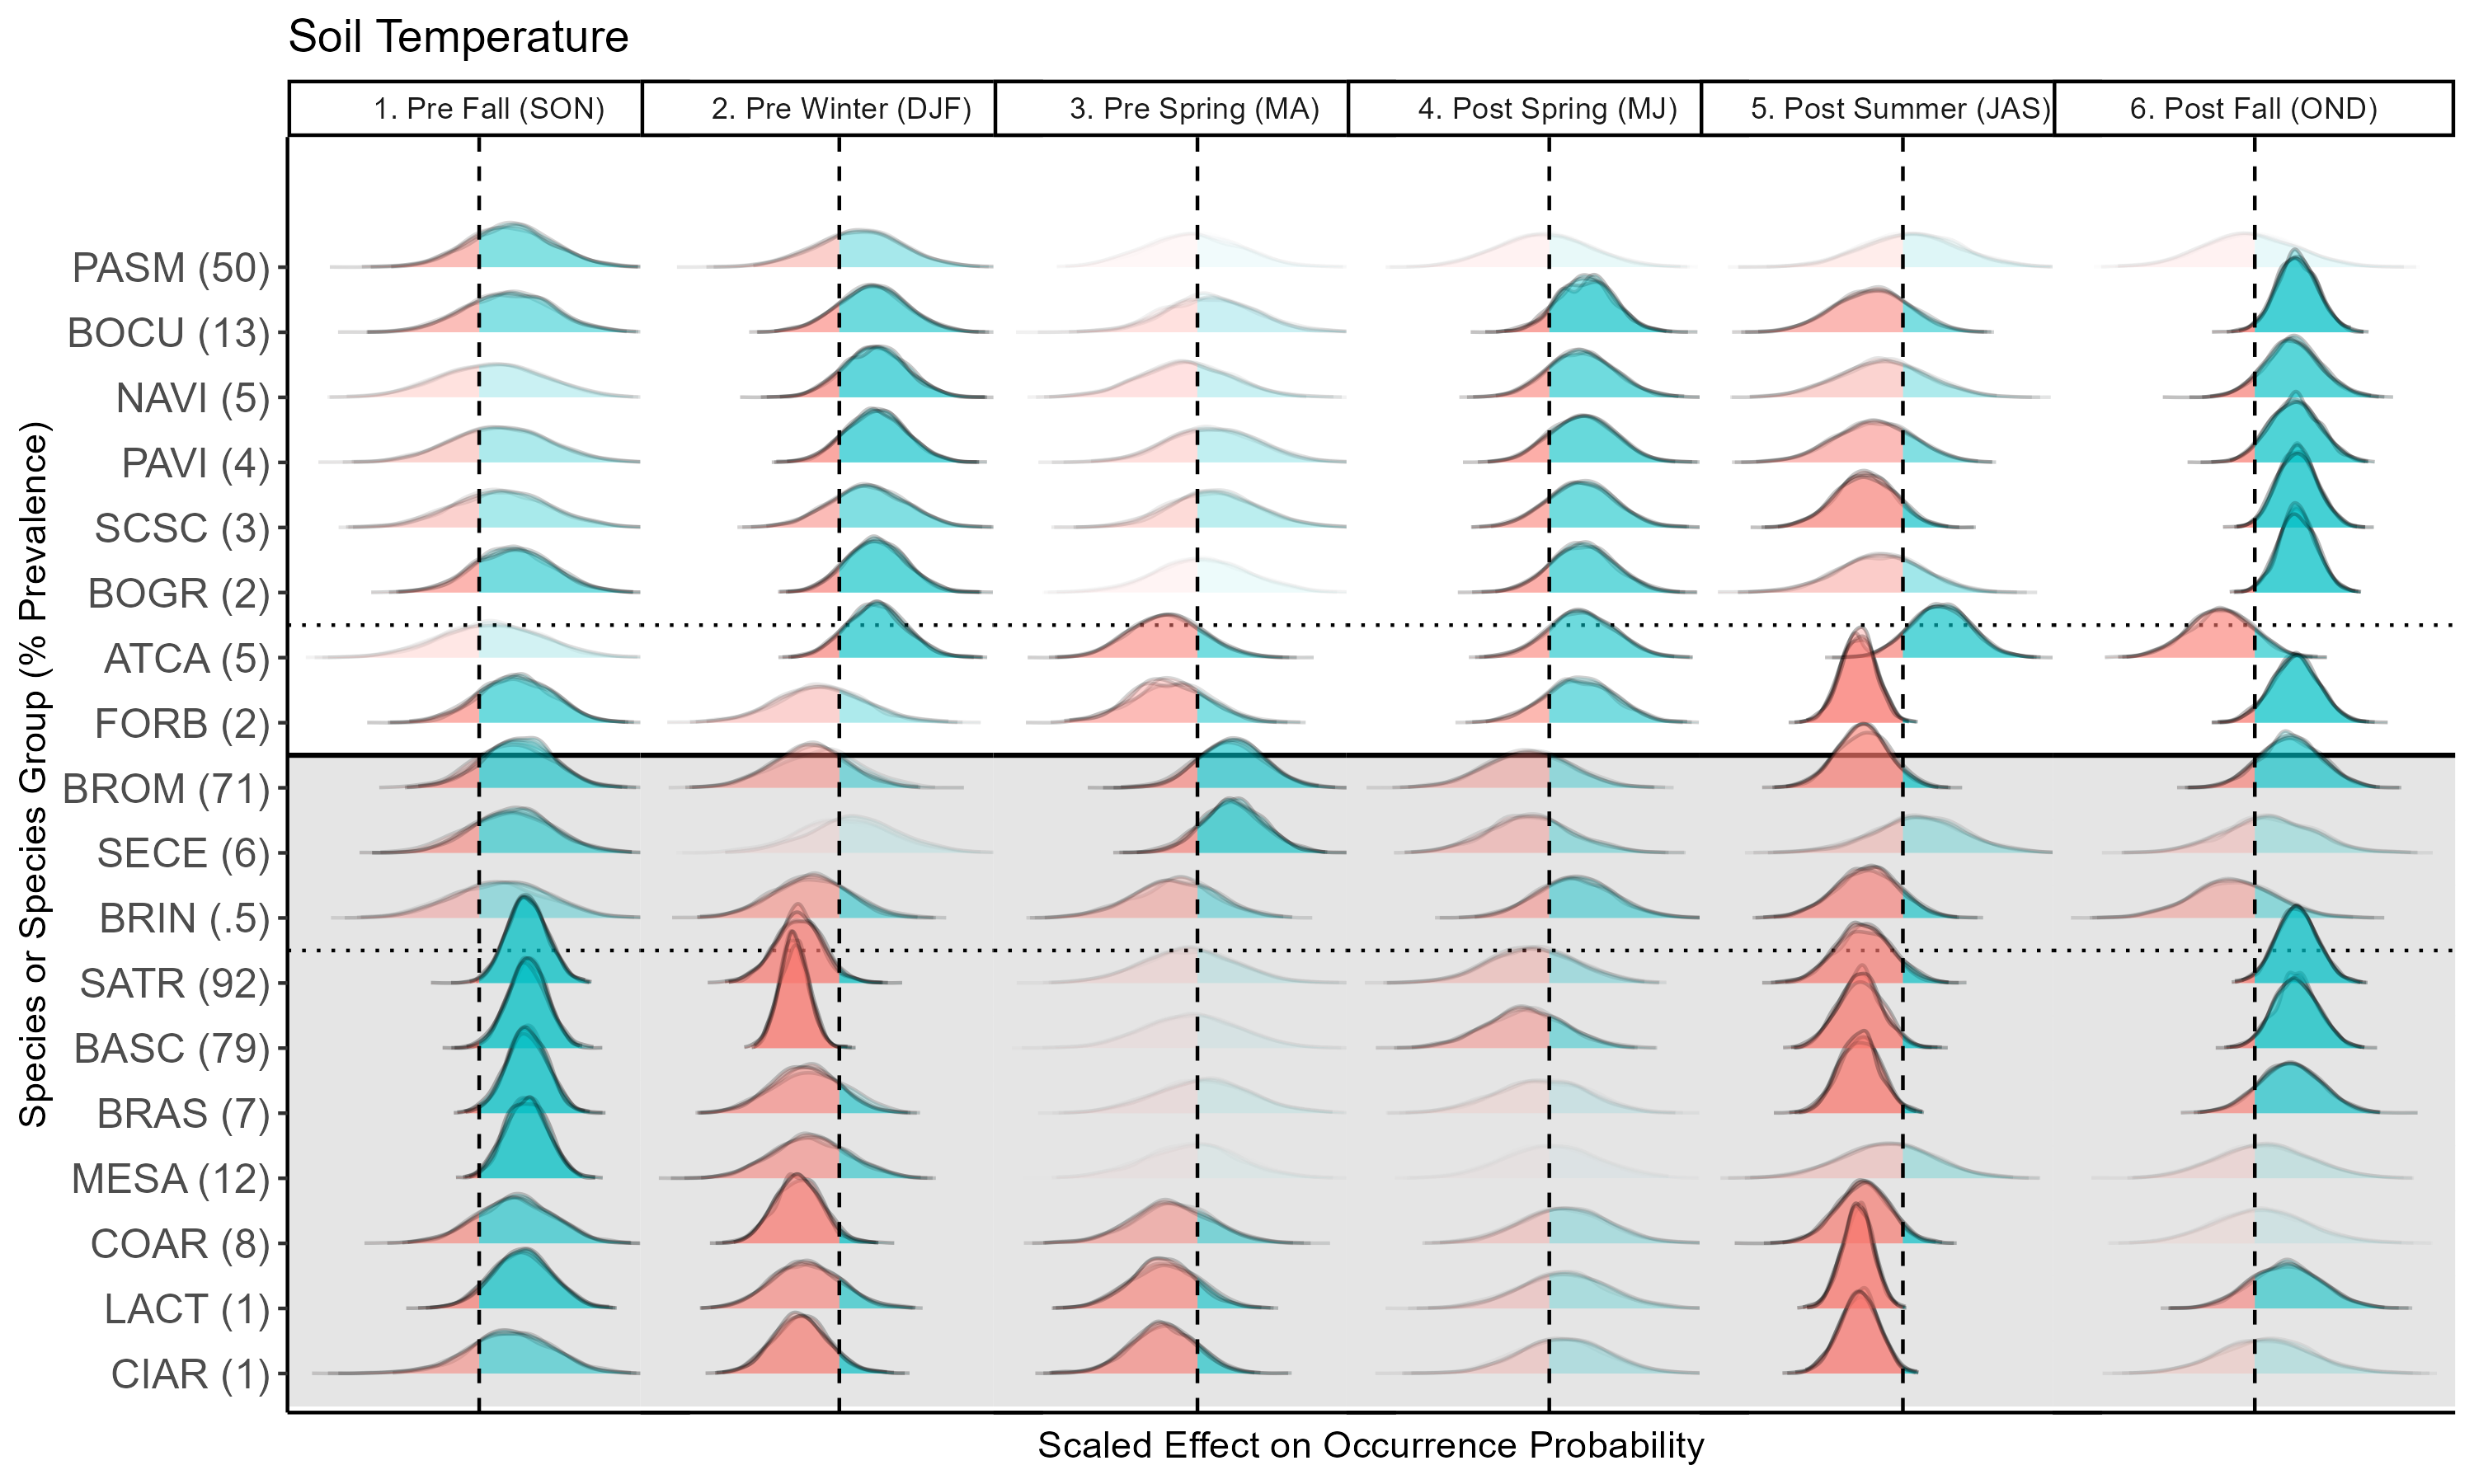 Soil Temperature
1. Pre Fall (SON)
2. Pre Winter (DJF)
3. Pre Spring (MA)
4. Post Spring (MJ)
5. Post Summer (JAS)
6. Post Fall (OND)
Species or Species Group (% Prevalence)
PASM (50)
BOCU (13)
NAVI (5)
PAVI (4)
SCSC (3)
BOGR (2)
ATCA (5)
FORB (2)
BROM (71)
SECE (6)
BRIN (.5)
SATR (92)
BASC (79)
BRAS (7)
MESA (12)
COAR (8)
LACT (1)
CIAR (1)
Scaled Effect on Occurrence Probability